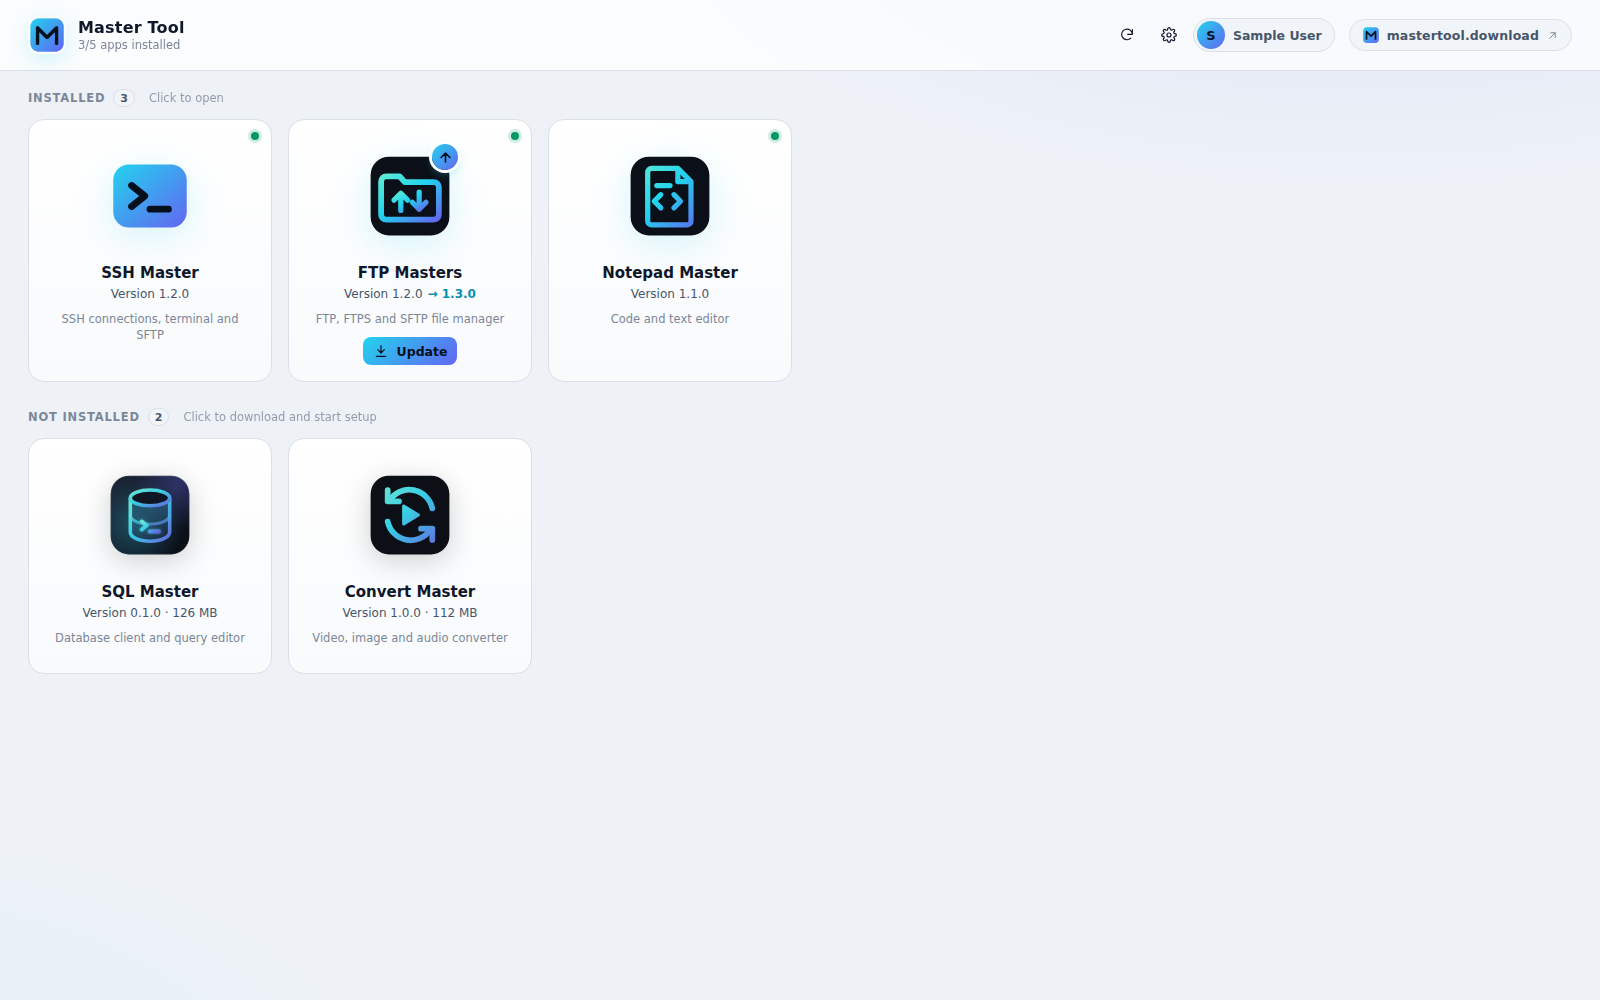 Master Tool
3/5 apps installed
S
Sample User
mastertool.download
INSTALLED
3
Click to open
SSH Master
Version 1.2.0
SSH connections, terminal and
SFTP
FTP Masters
Version 1.2.0 → 1.3.0
FTP, FTPS and SFTP file manager
Update
Notepad Master
Version 1.1.0
Code and text editor
NOT INSTALLED
2
Click to download and start setup
SQL Master
Version 0.1.0 · 126 MB
Database client and query editor
Convert Master
Version 1.0.0 · 112 MB
Video, image and audio converter